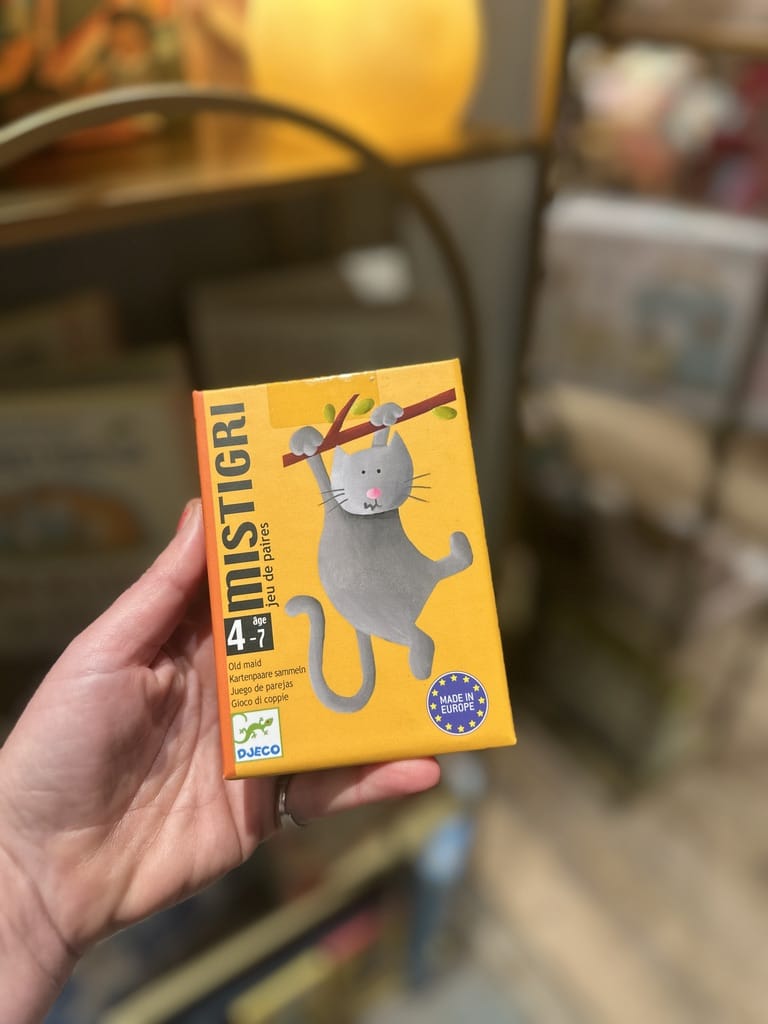 MISTIGRI
jeu de paires
4 âge -7
Old maid
Kartenpaare sammeln
Juego de parejas
Gioco di coppie
DJECO
MADE IN
EUROPE